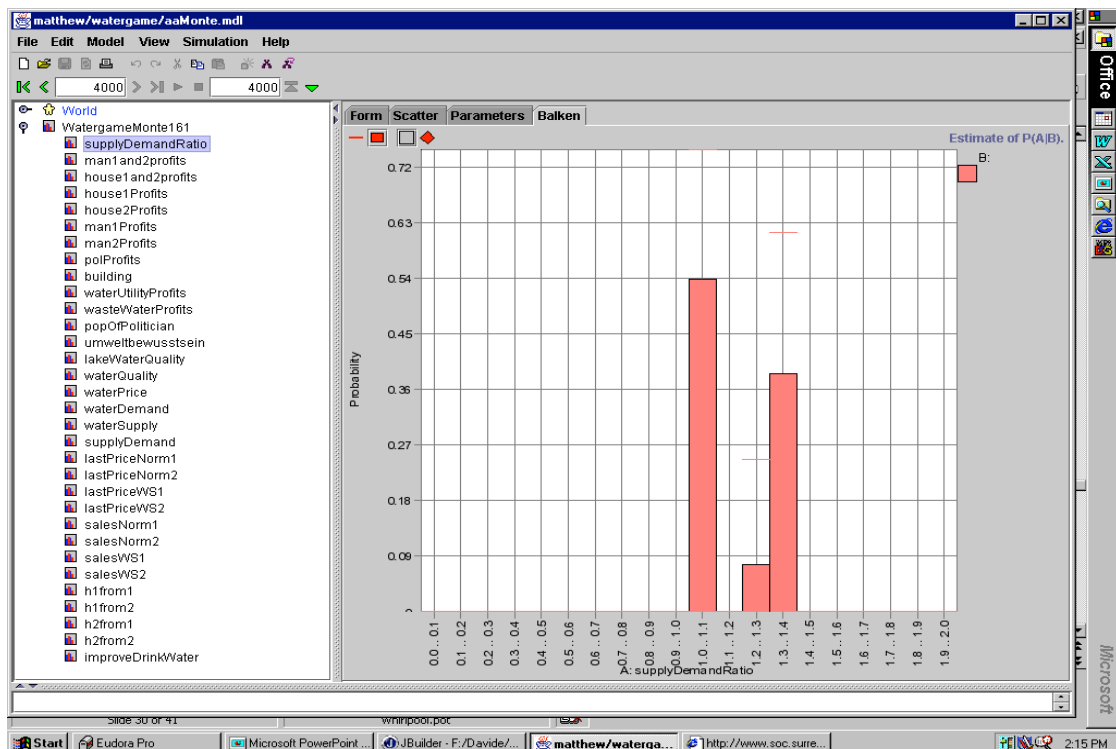 matthew/watergame/aaMonte.mdl
File Edit Model View Simulation Help
4000 4000
World
WatergameMonte161
supplyDemandRatio
man1and2profits
house1and2profits
house1Profits
house2Profits
man1Profits
man2Profits
polProfits
building
waterUtilityProfits
wasteWaterProfits
popOfPolitician
umweltbewusstsein
lakeWaterQuality
waterQuality
waterPrice
waterDemand
waterSupply
supplyDemand
lastPriceNorm1
lastPriceNorm2
lastPriceWS1
lastPriceWS2
salesNorm1
salesNorm2
salesWS1
salesWS2
h1from1
h1from2
h2from1
h2from2
improveDrinkWater
Form Scatter Parameters Balken
Estimate of P(A|B).
B:
Probability
0.72
0.63
0.54
0.45
0.36
0.27
0.18
0.09
0.0 .. 0.1
0.1 .. 0.2
0.2 .. 0.3
0.3 .. 0.4
0.4 .. 0.5
0.5 .. 0.6
0.6 .. 0.7
0.7 .. 0.8
0.8 .. 0.9
0.9 .. 1.0
1.0 .. 1.1
1.1 .. 1.2
1.2 .. 1.3
1.3 .. 1.4
1.4 .. 1.5
1.5 .. 1.6
1.6 .. 1.7
1.7 .. 1.8
1.8 .. 1.9
1.9 .. 2.0
A: supplyDemandRatio
Office
Microsoft
Slide 30 of 41 whirlpool.pot
Start Eudora Pro Microsoft PowerPoint ... JBuilder - F:/Davide/... matthew/waterga... http://www.soc.surre... 2:15 PM